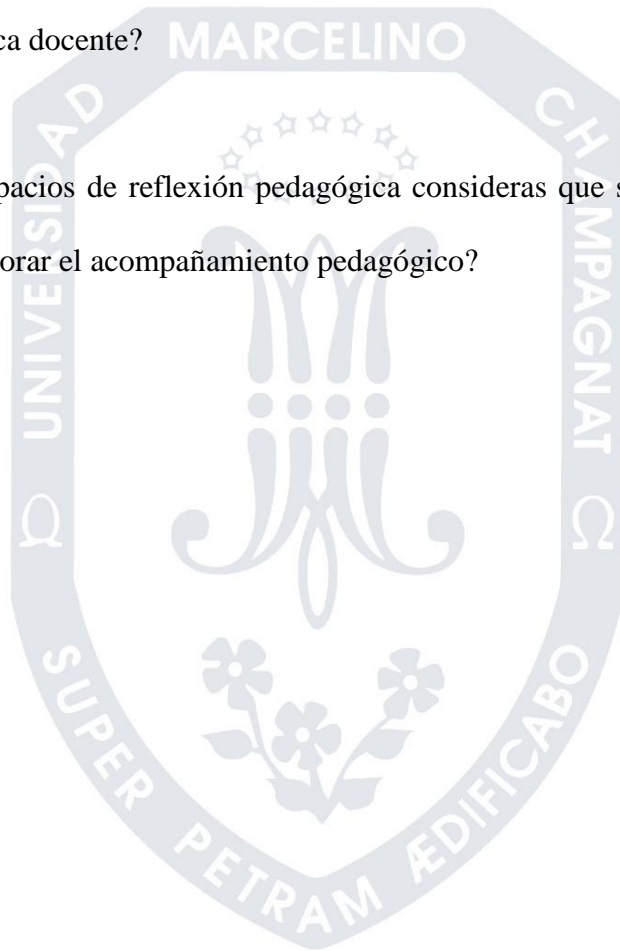 ca docente?
MARCELINO
pacios de reflexión pedagógica consideras que s
orar el acompañamiento pedagógico?
UNIVERSIDAD
CHAMPAGNAT
Ω
Ω
SUPER PETRAM ÆDIFICABO